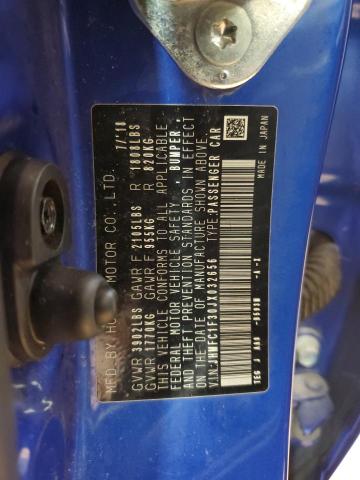 MFD. BY HO MOTOR CO., LTD. 7/'18
GVWR 3902LBS GAWR F 2105LBS R 1808LBS
GVWR 1770KG GAWR F 955KG R 820KG
THIS VEHICLE CONFORMS TO ALL APPLICABLE
FEDERAL MOTOR VEHICLE SAFETY, BUMPER,
AND THEFT PREVENTION STANDARDS IN EFFECT ON
THE DATE OF MANUFACTURE SHOWN ABOVE.
V.I.N.: TYPE:PASSENGER CAR
MADE IN JAPAN
TEG J -A-X